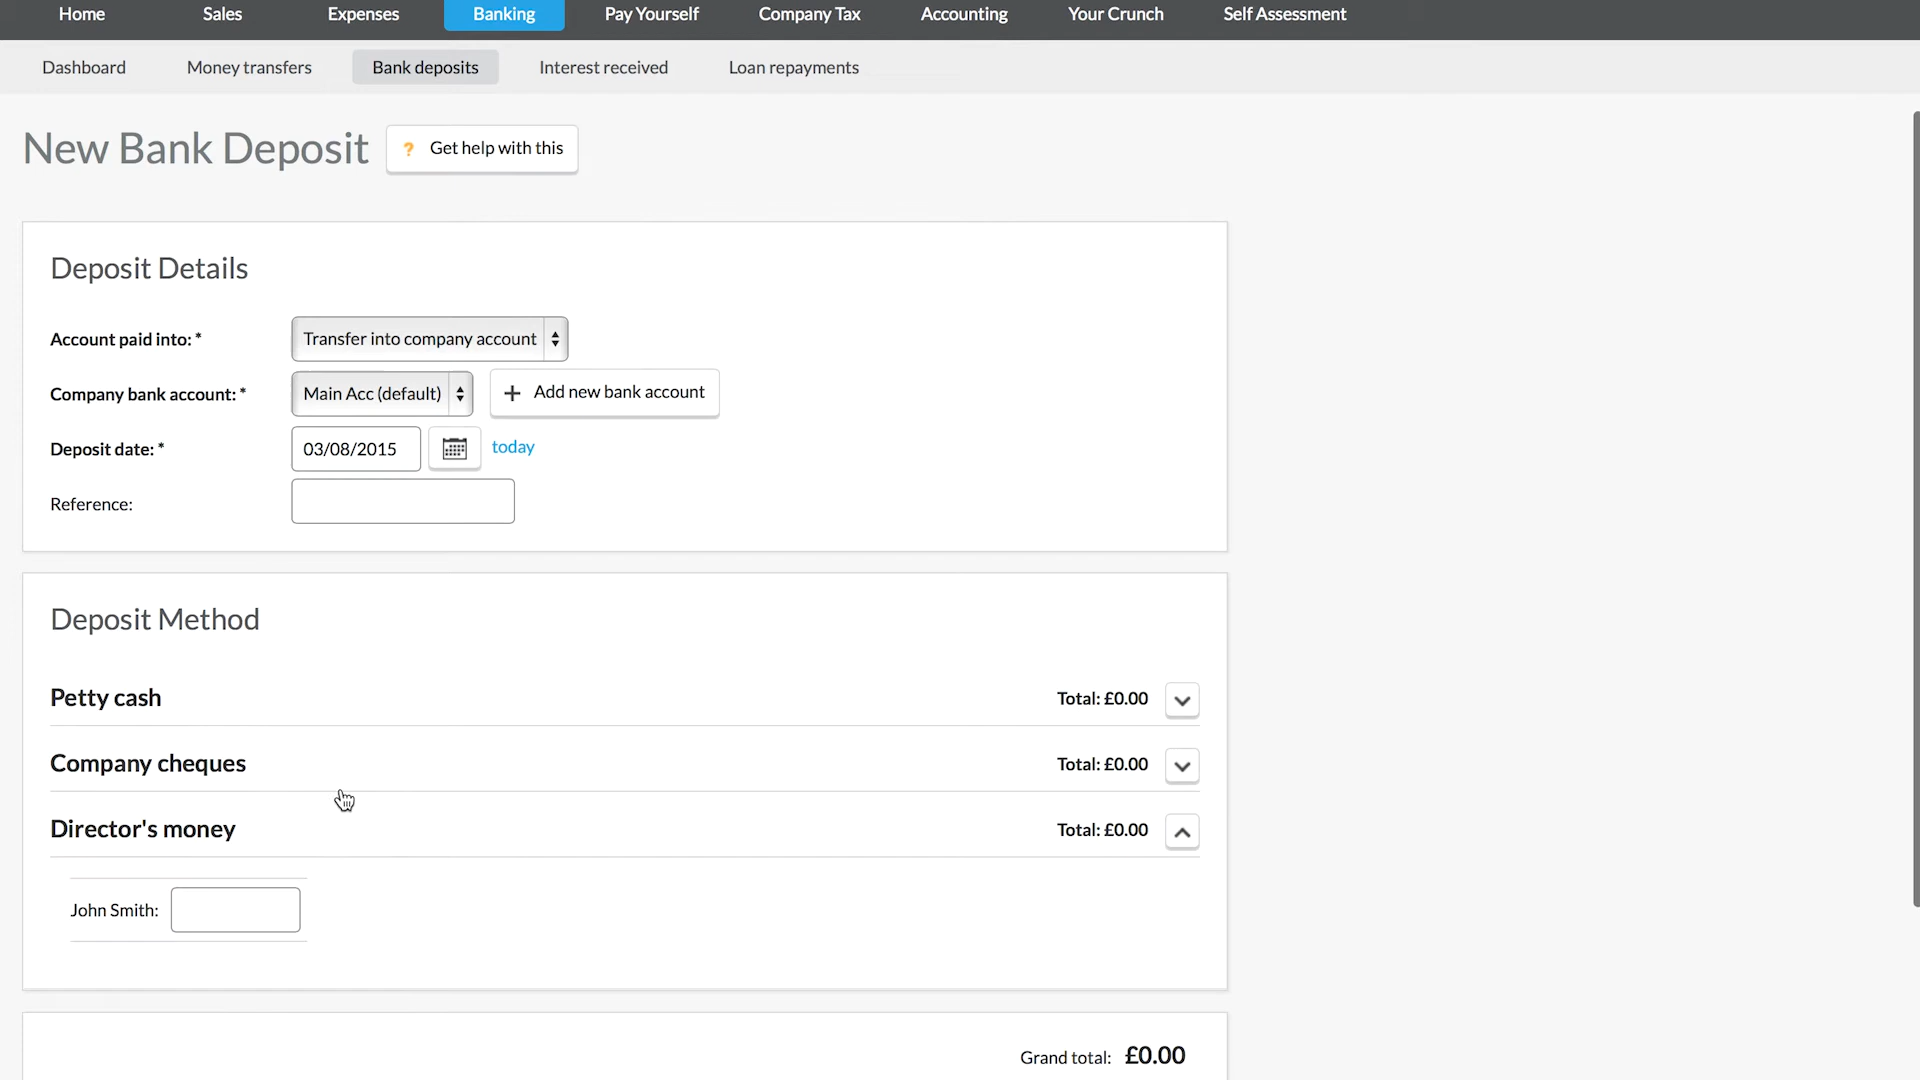 Home Sales Expenses Banking Pay Yourself Company Tax Accounting Your Crunch Self Assessment
Dashboard Money transfers Bank deposits Interest received Loan repayments
New Bank Deposit ? Get help with this
Deposit Details
Account paid into: * Transfer into company account
Company bank account: * Main Acc (default) + Add new bank account
Deposit date: * 03/08/2015 today
Reference:
Deposit Method
Petty cash Total: £0.00
Company cheques Total: £0.00
Director's money Total: £0.00
John Smith:
Grand total: £0.00